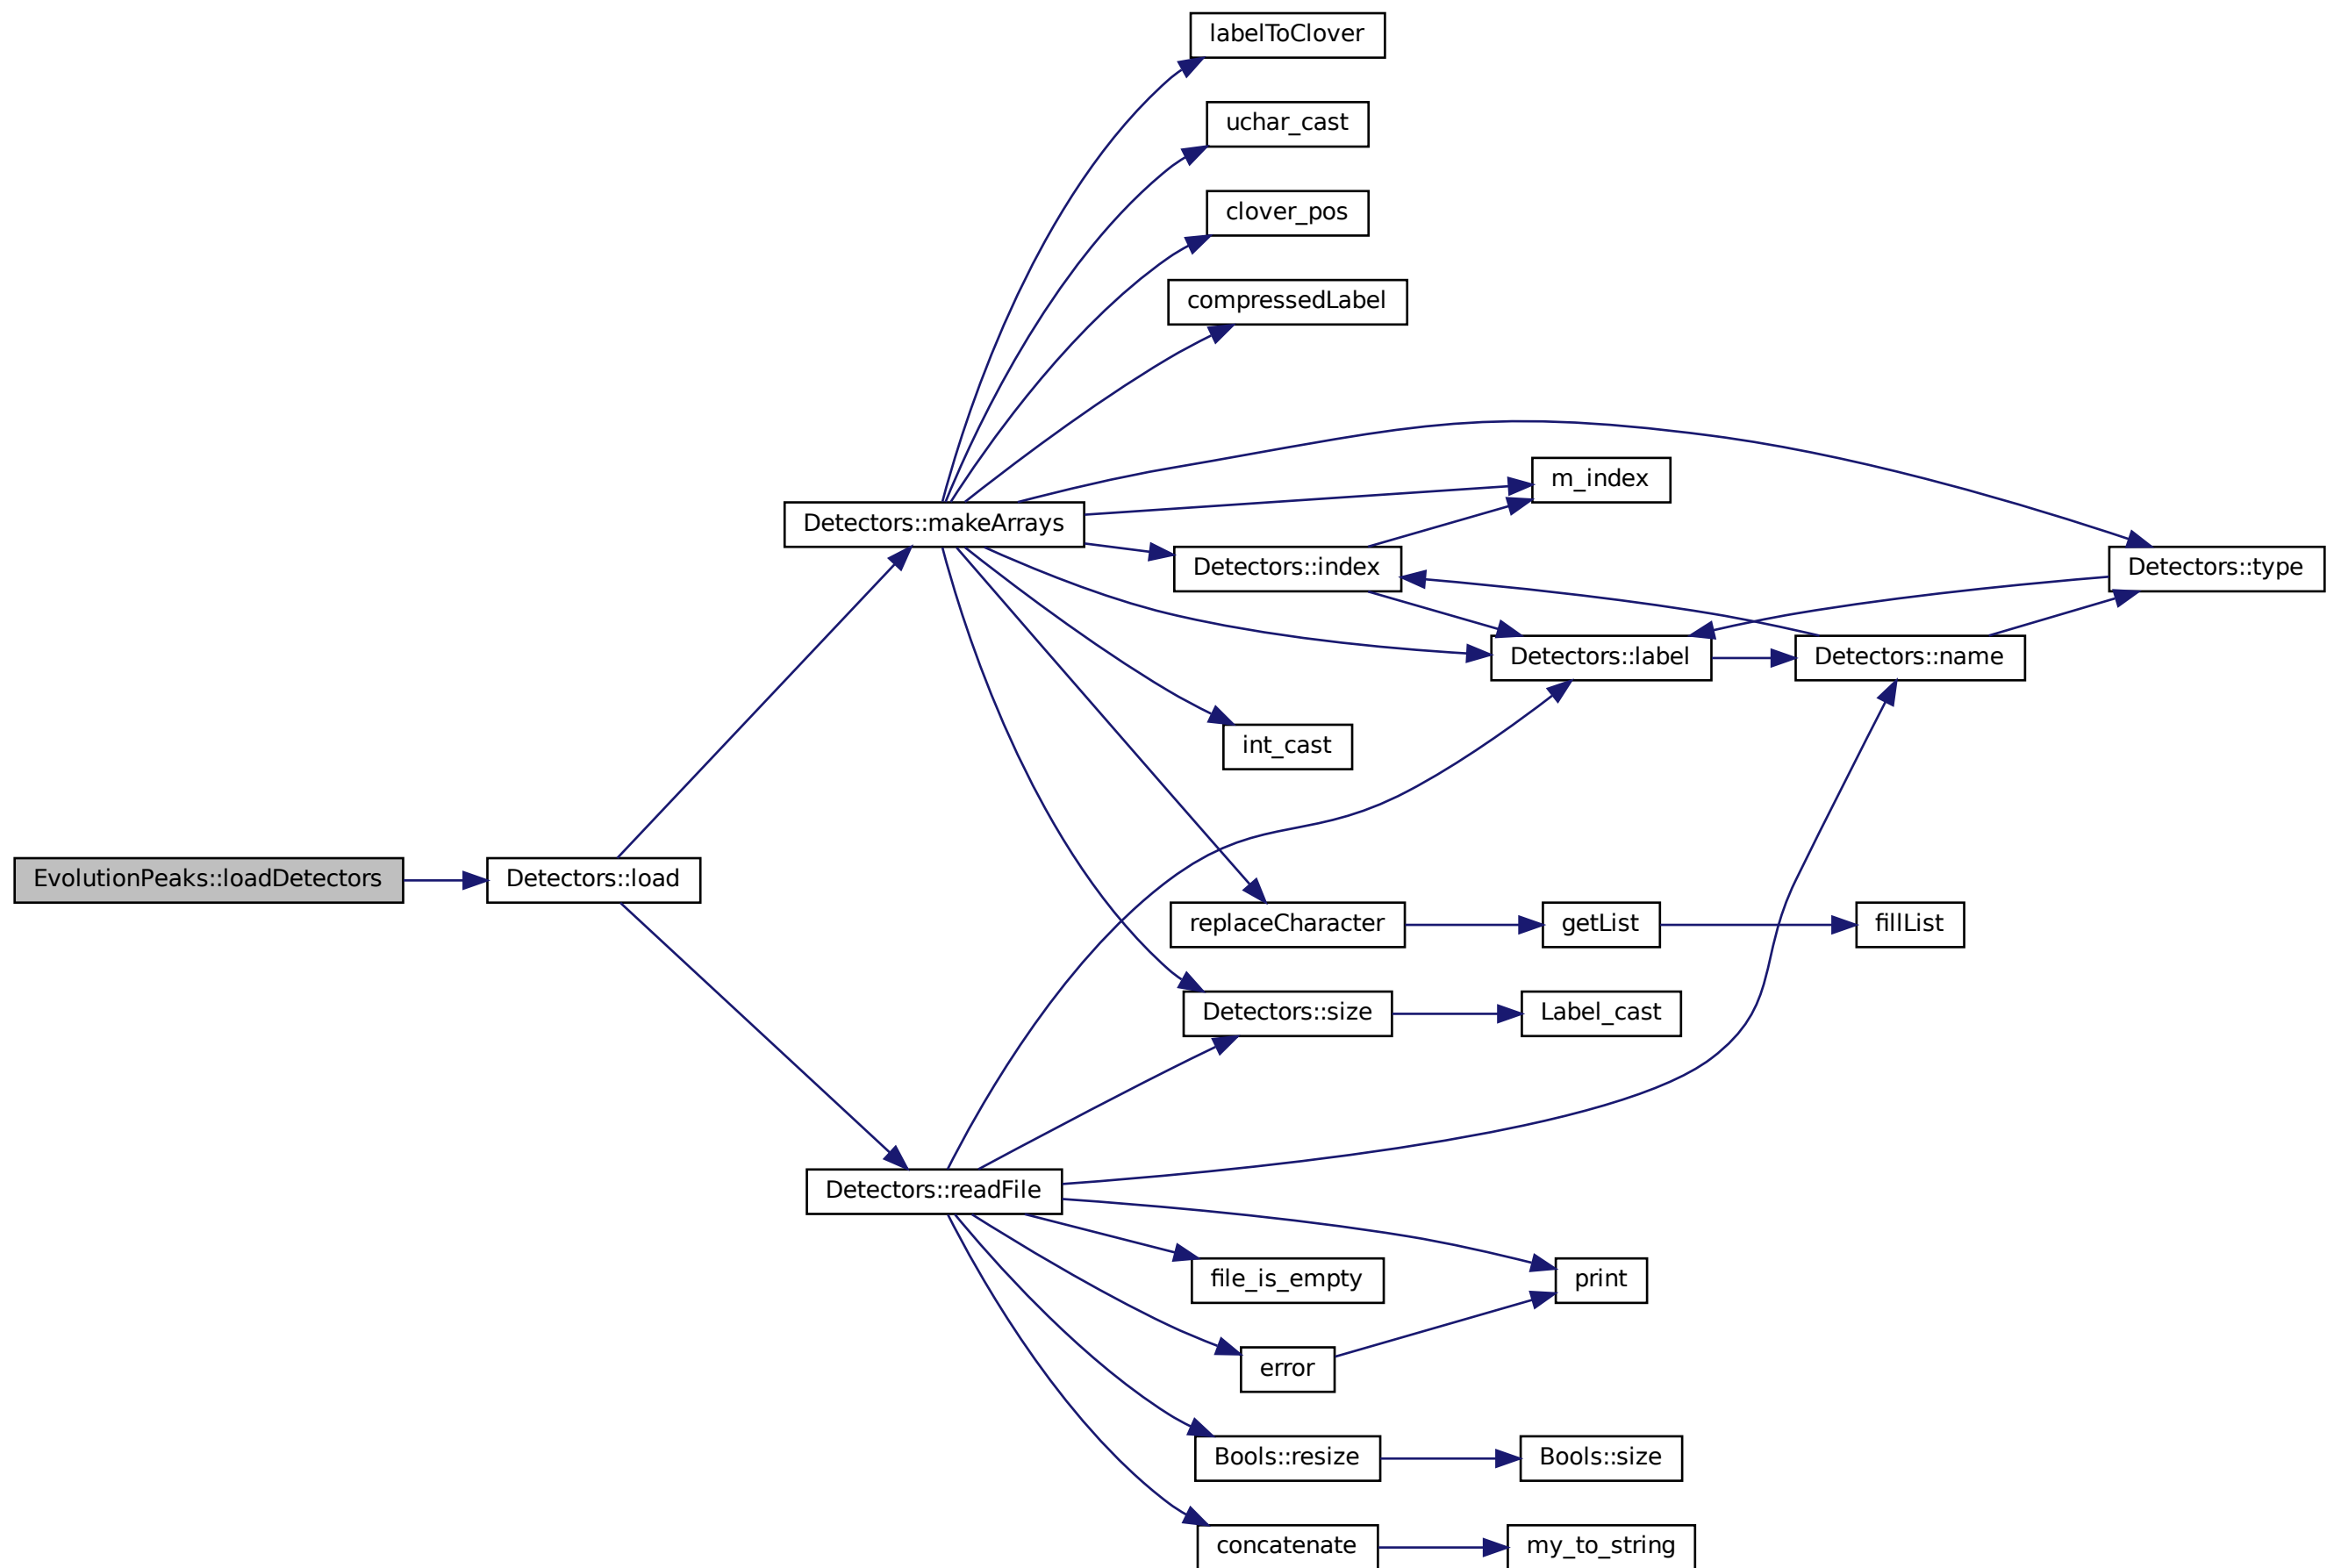 labelToClover
uchar_cast
clover_pos
compressedLabel
m_index
Detectors::makeArrays
Detectors::index
Detectors::type
Detectors::label
Detectors::name
int_cast
EvolutionPeaks::loadDetectors
Detectors::load
replaceCharacter
getList
fillList
Detectors::size
Label_cast
Detectors::readFile
file_is_empty
print
error
Bools::resize
Bools::size
concatenate
my_to_string